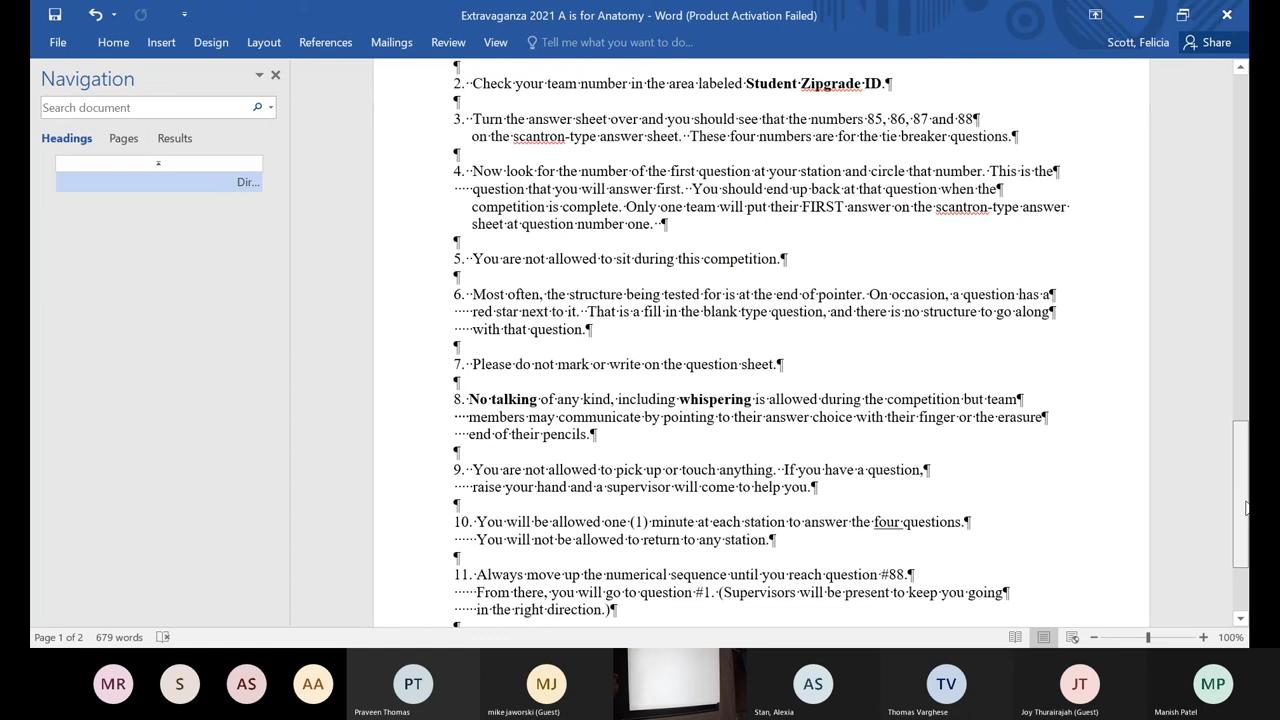 Extravaganza 2021 A is for Anatomy - Word (Product Activation Failed)
File Home Insert Design Layout References Mailings Review View Tell me what you want to do... Scott, Felicia Share
Navigation
Search document
Headings Pages Results
Dir...
¶
2.··Check·your·team·number·in·the·area·labeled·Student·Zipgrade·ID.¶
¶
3.··Turn·the·answer·sheet·over·and·you·should·see·that·the·numbers·85,·86,·87·and·88¶
on·the·scantron-type·answer·sheet.··These·four·numbers·are·for·the·tie·breaker·questions.¶
¶
4.··Now·look·for·the·number·of·the·first·question·at·your·station·and·circle·that·number.··This·is·the¶
····question·that·you·will·answer·first.··You·should·end·up·back·at·that·question·when·the¶
competition·is·complete.··Only·one·team·will·put·their·FIRST·answer·on·the·scantron-type·answer·
sheet·at·question·number·one.··¶
¶
5.··You·are·not·allowed·to·sit·during·this·competition.¶
¶
6.··Most·often,·the·structure·being·tested·for·is·at·the·end·of·pointer.·On·occasion,·a·question·has·a¶
·····red·star·next·to·it.··That·is·a·fill·in·the·blank·type·question,·and·there·is·no·structure·to·go·along¶
·····with·that·question.¶
¶
7.··Please·do·not·mark·or·write·on·the·question·sheet.¶
¶
8.·No·talking·of·any·kind,·including·whispering·is·allowed·during·the·competition·but·team¶
····members·may·communicate·by·pointing·to·their·answer·choice·with·their·finger·or·the·erasure¶
····end·of·their·pencils.¶
¶
9.··You·are·not·allowed·to·pick·up·or·touch·anything.··If·you·have·a·question,¶
·····raise·your·hand·and·a·supervisor·will·come·to·help·you.¶
¶
10.·You·will·be·allowed·one·(1)·minute·at·each·station·to·answer·the·four·questions.¶
······You·will·not·be·allowed·to·return·to·any·station.¶
¶
11.·Always·move·up·the·numerical·sequence·until·you·reach·question·#88.¶
······From·there,·you·will·go·to·question·#1.·(Supervisors·will·be·present·to·keep·you·going¶
······in·the·right·direction.)¶
Page 1 of 2 679 words 100%
MR S AS AA PT MJ AS TV JT MP
Praveen Thomas mike jaworski (Guest) Stan, Alexia Thomas Varghese Joy Thurairajah (Guest) Manish Patel